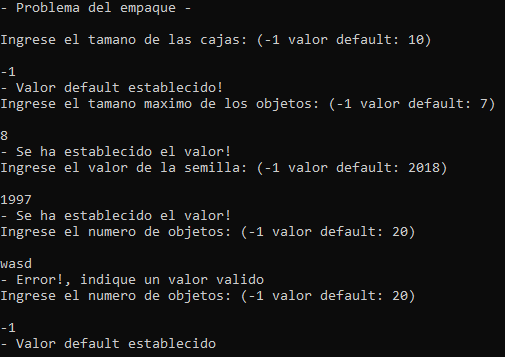 - Problema del empaque -
Ingrese el tamano de las cajas: (-1 valor default: 10)
-1
- Valor default establecido!
Ingrese el tamano maximo de los objetos: (-1 valor default: 7)
8
- Se ha establecido el valor!
Ingrese el valor de la semilla: (-1 valor default: 2018)
1997
- Se ha establecido el valor!
Ingrese el numero de objetos: (-1 valor default: 20)
wasd
- Error!, indique un valor valido
Ingrese el numero de objetos: (-1 valor default: 20)
-1
- Valor default establecido